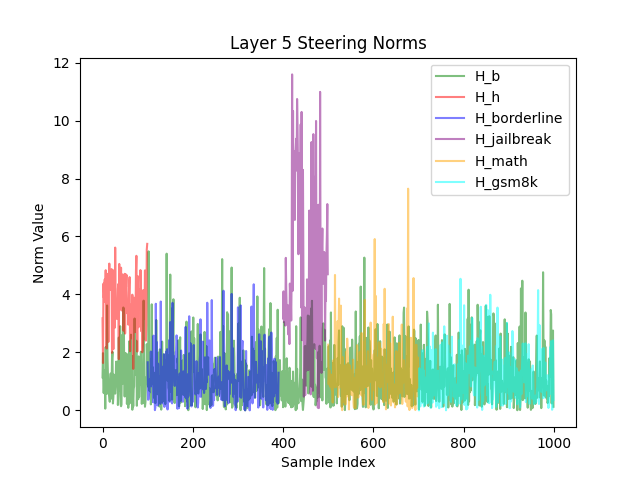 Layer 5 Steering Norms
Norm Value
12
10
8
6
4
2
0
H_b
H_h
H_borderline
H_jailbreak
H_math
H_gsm8k
0 200 400 600 800 1000
Sample Index